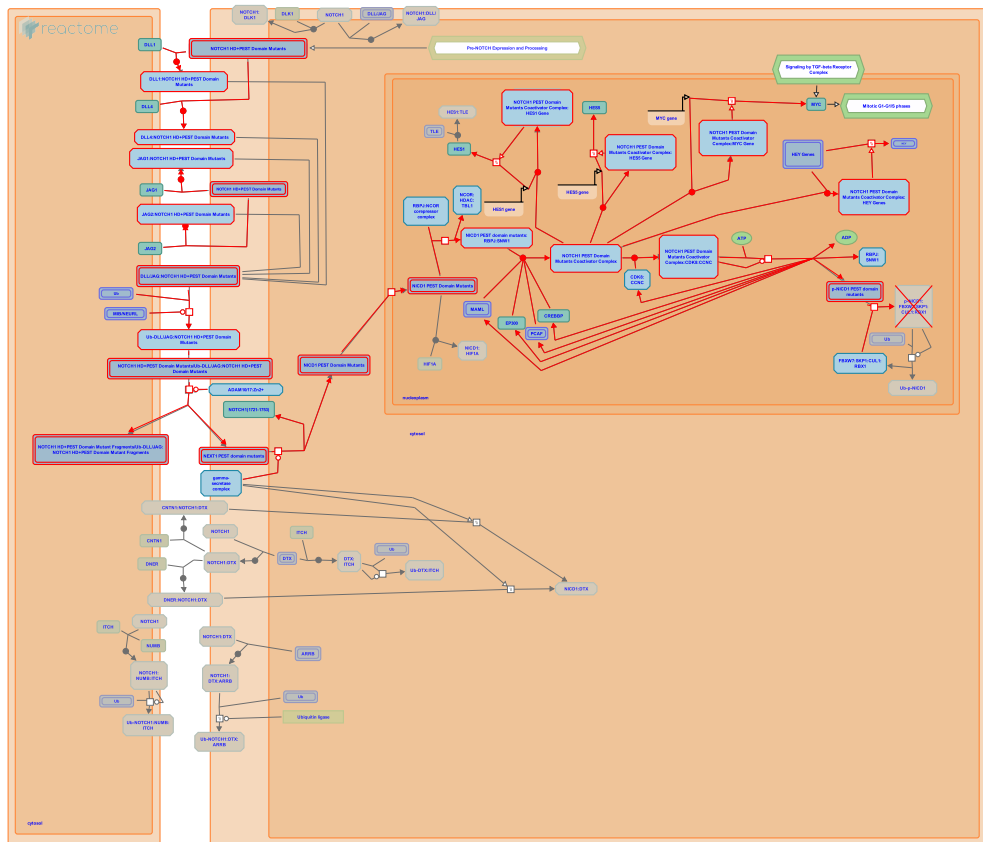 reactome
NOTCH1:
DLK1
DLK1
NOTCH1
DLL/JAG
NOTCH1:DLL/
JAG
DLL1
NOTCH1 HD+PEST Domain Mutants
Pre-NOTCH Expression and Processing
DLL1:NOTCH1 HD+PEST Domain
Mutants
DLL4
DLL4:NOTCH1 HD+PEST Domain Mutants
JAG1:NOTCH1 HD+PEST Domain Mutants
JAG1
NOTCH1 HD+PEST Domain Mutants
JAG2:NOTCH1 HD+PEST Domain Mutants
JAG2
DLL/JAG:NOTCH1 HD+PEST Domain Mutants
Ub
MIB/NEURL
Ub-DLL/JAG:NOTCH1 HD+PEST Domain
Mutants
NOTCH1 HD+PEST Domain Mutants/Ub-DLL/JAG:NOTCH1 HD+PEST
Domain Mutants
ADAM10/17:Zn2+
NOTCH1(1721-1753)
NOTCH1 HD+PEST Domain Mutant Fragments/Ub-DLL/JAG:
NOTCH1 HD+PEST Domain Mutant Fragments
NEXT1 PEST domain mutants
gamma-
secretase
complex
NICD1 PEST Domain Mutants
Signaling by TGF-beta Receptor
Complex
MYC
Mitotic G1-G1/S phases
HES1:TLE
TLE
HES1
NOTCH1 PEST Domain
Mutants Coactivator Complex:
HES1 Gene
HES5
MYC gene
NOTCH1 PEST Domain
Mutants Coactivator Complex:
HES5 Gene
NOTCH1 PEST Domain
Mutants Coactivator
Complex:MYC Gene
HEY Genes
NOTCH1 PEST Domain
Mutants Coactivator Complex:
HEY Genes
HES5 gene
HES1 gene
RBPJ:NCOR
corepressor
complex
NCOR:
HDAC:
TBL1
NICD1 PEST domain mutants:
RBPJ:SNW1
NOTCH1 PEST Domain
Mutants Coactivator Complex
CDK8:
CCNC
NOTCH1 PEST Domain
Mutants Coactivator
Complex:CDK8:CCNC
ATP
ADP
RBPJ:
SNW1
NICD1 PEST Domain Mutants
MAML
EP300
PCAF
CREBBP
p-NICD1 PEST domain
mutants
p-NICD1:
FBXW7:SKP1:
CUL1:RBX1
Ub
FBXW7:SKP1:CUL1:
RBX1
Ub-p-NICD1
HIF1A
NICD1:
HIF1A
nucleoplasm
cytosol
CNTN1:NOTCH1:DTX
CNTN1
DNER
NOTCH1
NOTCH1:DTX
DNER:NOTCH1:DTX
DTX
ITCH
DTX:
ITCH
Ub
Ub-DTX:ITCH
NICD1:DTX
NOTCH1
ITCH
NUMB
NOTCH1:
NUMB:ITCH
Ub
Ub-NOTCH1:NUMB:
ITCH
NOTCH1:DTX
ARRB
NOTCH1:
DTX:ARRB
Ub
Ubiquitin ligase
Ub-NOTCH1:DTX:
ARRB
cytosol